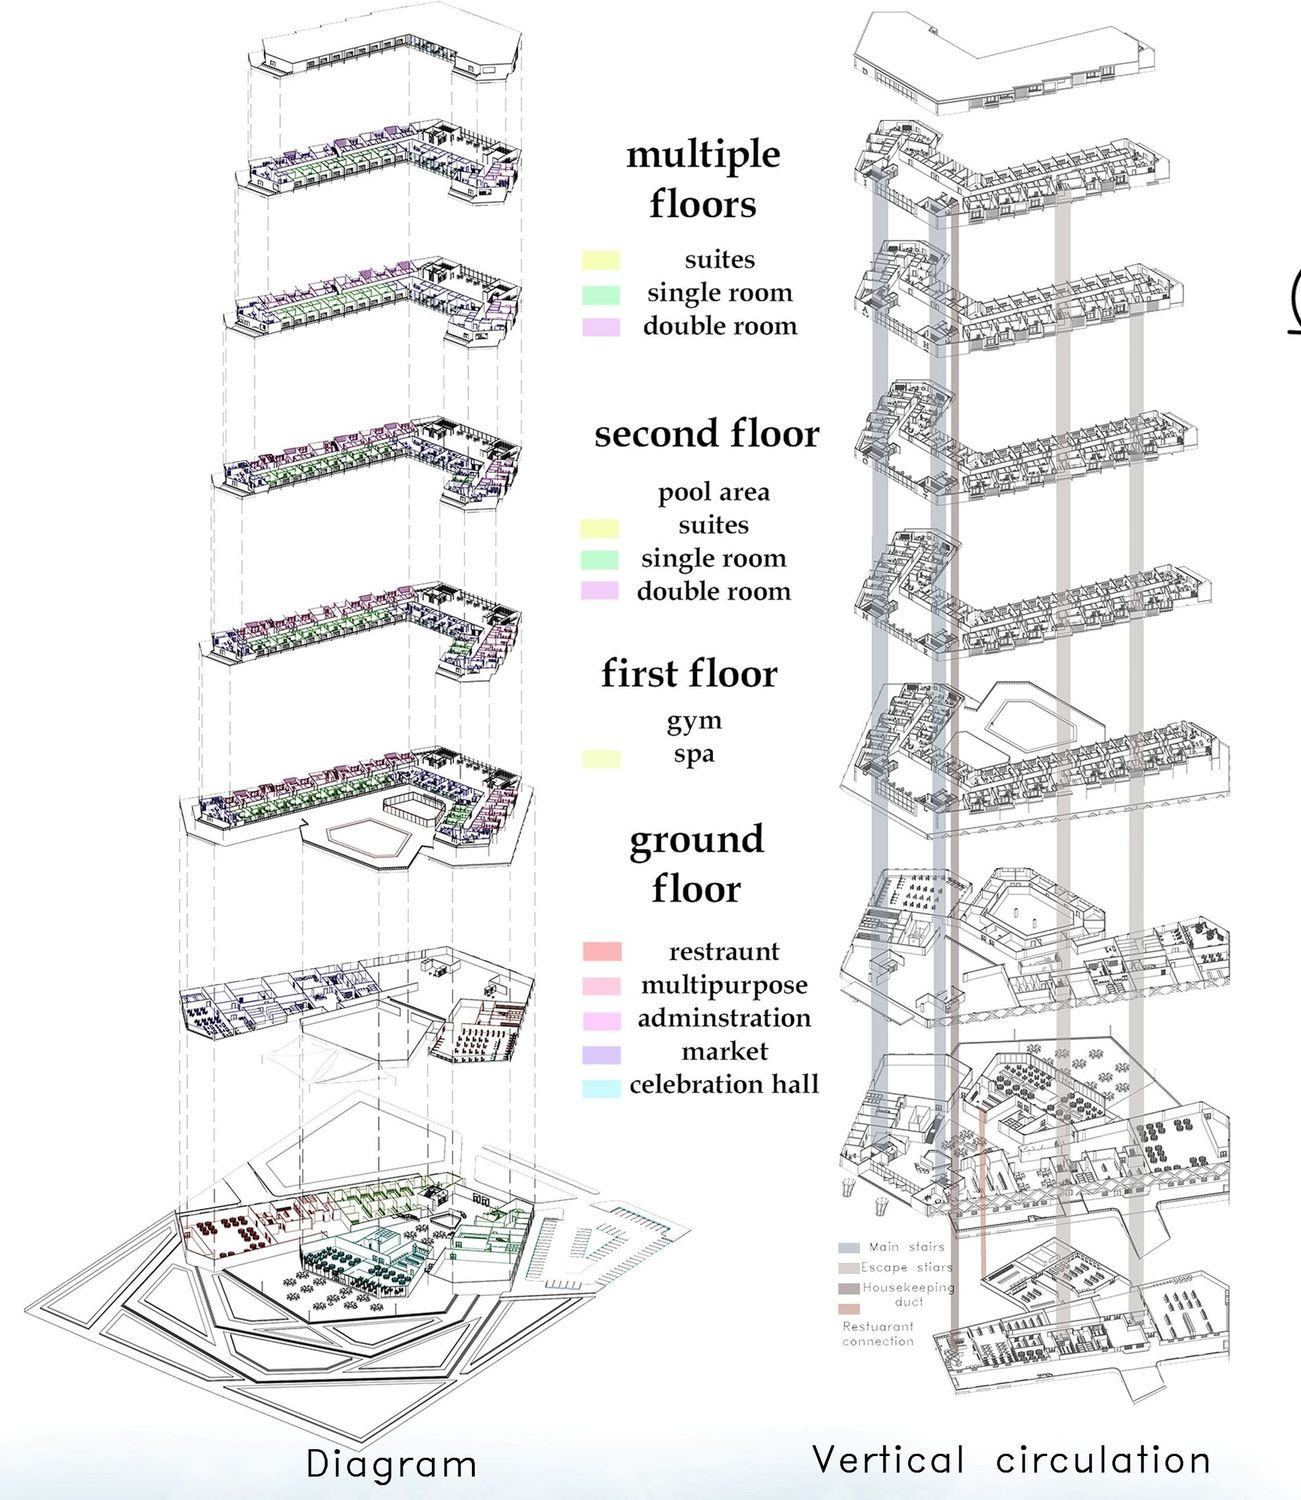 multiple
floors
suites
single room
double room
second floor
pool area
suites
single room
double room
first floor
gym
spa
ground
floor
restraunt
multipurpose
adminstration
market
celebration hall
Main stairs
Escape stiars
Housekeeping
duct
Restuarant
connection
Diagram
Vertical circulation